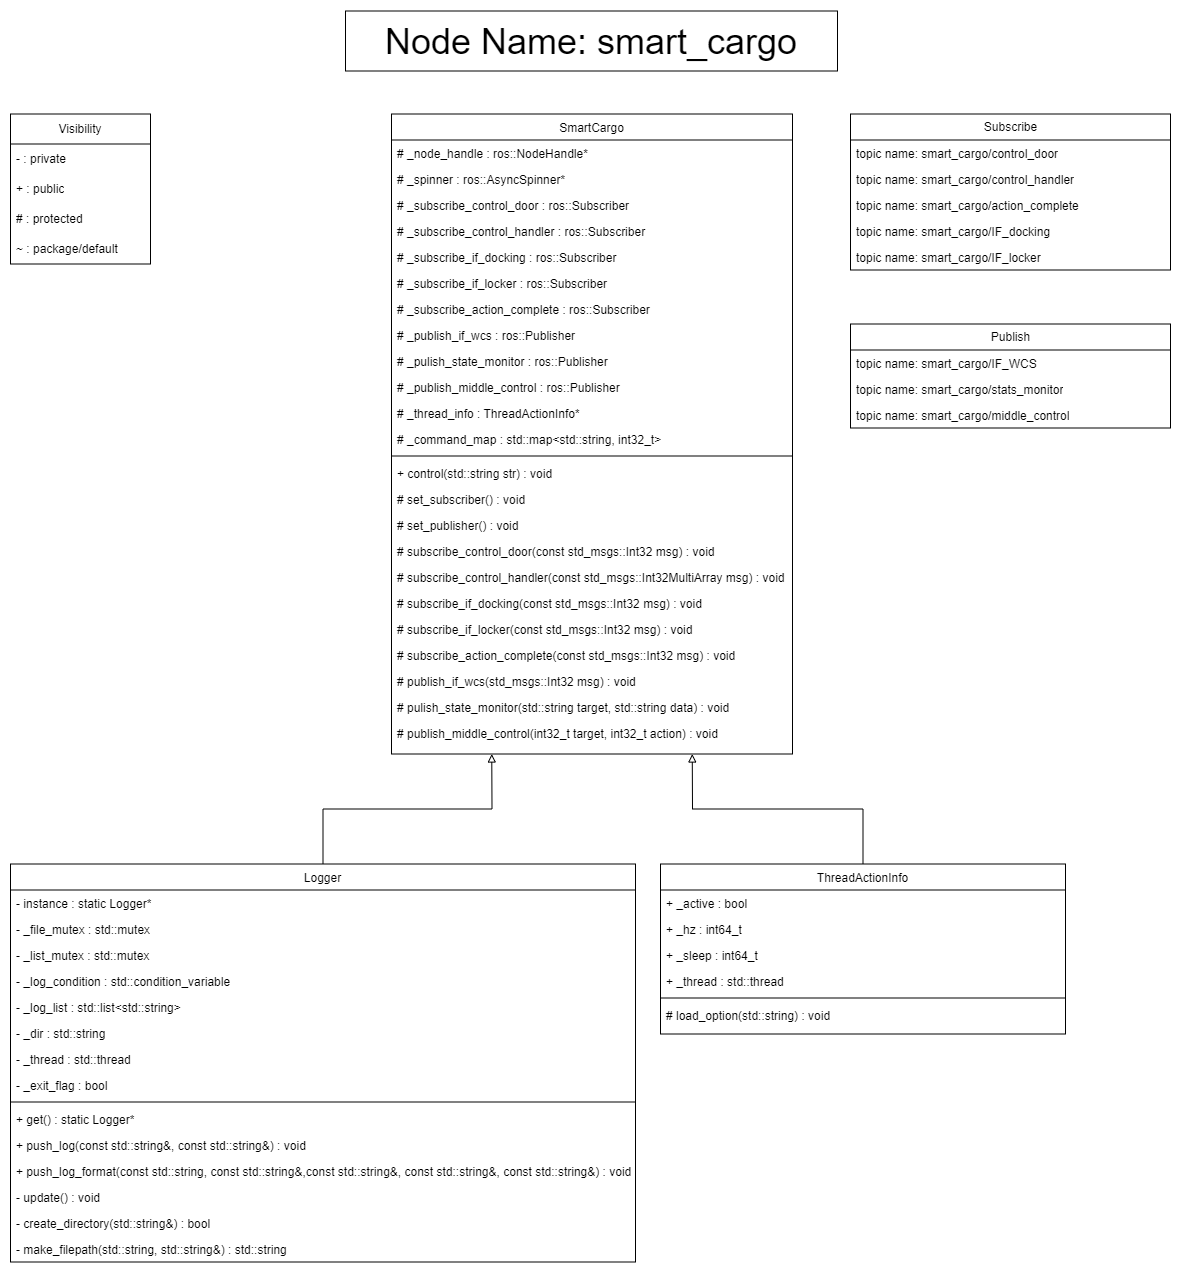 Node Name: smart_cargo
Visibility
- : private
+ : public
# : protected
~ : package/default
SmartCargo
# _node_handle : ros::NodeHandle*
# _spinner : ros::AsyncSpinner*
# _subscribe_control_door : ros::Subscriber
# _subscribe_control_handler : ros::Subscriber
# _subscribe_if_docking : ros::Subscriber
# _subscribe_if_locker : ros::Subscriber
# _subscribe_action_complete : ros::Subscriber
# _publish_if_wcs : ros::Publisher
# _pulish_state_monitor : ros::Publisher
# _publish_middle_control : ros::Publisher
# _thread_info : ThreadActionInfo*
# _command_map : std::map<std::string, int32_t>
+ control(std::string str) : void
# set_subscriber() : void
# set_publisher() : void
# subscribe_control_door(const std_msgs::Int32 msg) : void
# subscribe_control_handler(const std_msgs::Int32MultiArray msg) : void
# subscribe_if_docking(const std_msgs::Int32 msg) : void
# subscribe_if_locker(const std_msgs::Int32 msg) : void
# subscribe_action_complete(const std_msgs::Int32 msg) : void
# publish_if_wcs(std_msgs::Int32 msg) : void
# pulish_state_monitor(std::string target, std::string data) : void
# publish_middle_control(int32_t target, int32_t action) : void
Subscribe
topic name: smart_cargo/control_door
topic name: smart_cargo/control_handler
topic name: smart_cargo/action_complete
topic name: smart_cargo/IF_docking
topic name: smart_cargo/IF_locker
Publish
topic name: smart_cargo/IF_WCS
topic name: smart_cargo/stats_monitor
topic name: smart_cargo/middle_control
Logger
- instance : static Logger*
- _file_mutex : std::mutex
- _list_mutex : std::mutex
- _log_condition : std::condition_variable
- _log_list : std::list<std::string>
- _dir : std::string
- _thread : std::thread
- _exit_flag : bool
+ get() : static Logger*
+ push_log(const std::string&, const std::string&) : void
+ push_log_format(const std::string, const std::string&,const std::string&, const std::string&, const std::string&) : void
- update() : void
- create_directory(std::string&) : bool
- make_filepath(std::string, std::string&) : std::string
ThreadActionInfo
+ _active : bool
+ _hz : int64_t
+ _sleep : int64_t
+ _thread : std::thread
# load_option(std::string) : void